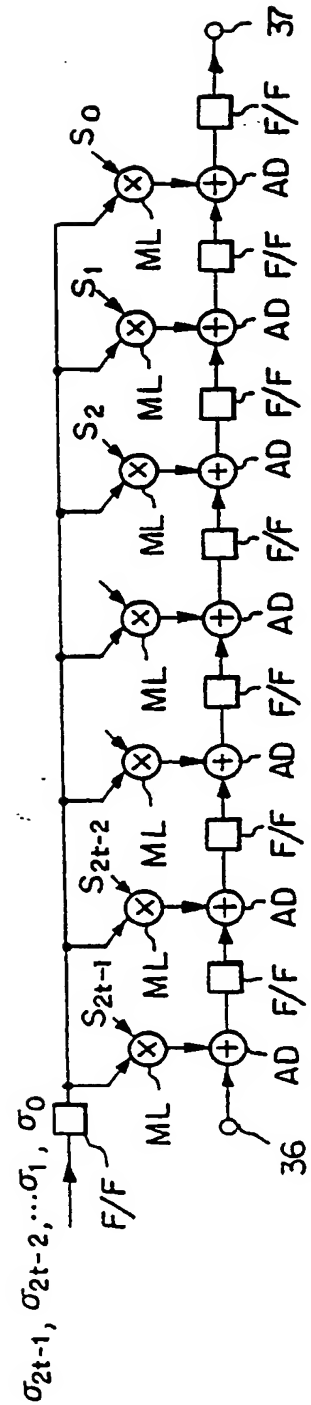 σ2t-1, σ2t-2, ...σ1, σ0
F/F
S2t-1 S2t-2 S2 S1 S0
ML ML ML ML ML ML ML
36 AD F/F AD F/F AD F/F AD F/F AD F/F AD F/F AD F/F 37